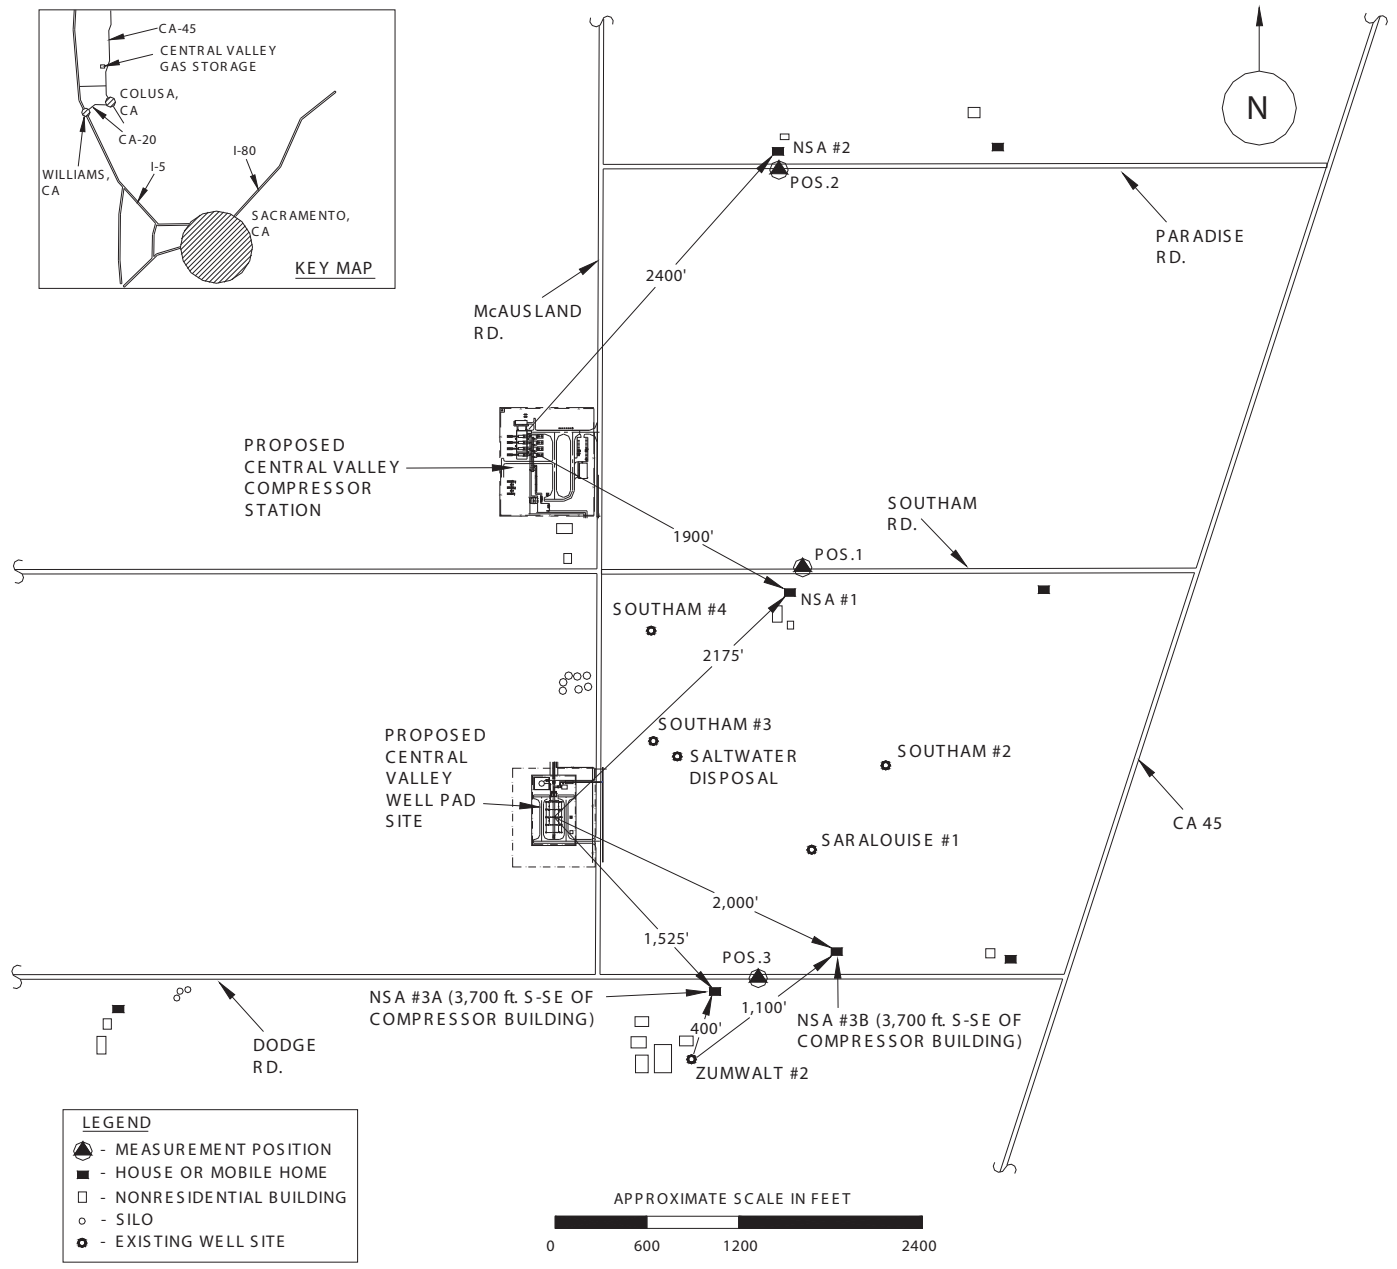 CA-45
CENTRAL VALLEY
GAS STORAGE
COLUSA,
CA
CA-20
WILLIAMS,
CA
I-5
I-80
SACRAMENTO,
CA
KEY MAP
N
NSA #2
POS.2
PARADISE
RD.
2400'
McAUSLAND
RD.
PROPOSED
CENTRAL VALLEY
COMPRESSOR
STATION
SOUTHAM
RD.
1900'
POS.1
NSA #1
SOUTHAM #4
2175'
SOUTHAM #3
SALTWATER
DISPOSAL
SOUTHAM #2
PROPOSED
CENTRAL
VALLEY
WELL PAD
SITE
CA 45
SARALOUISE #1
2,000'
1,525'
POS.3
NSA #3A (3,700 ft. S-SE OF
COMPRESSOR BUILDING)
1,100'
400'
NSA #3B (3,700 ft. S-SE OF
COMPRESSOR BUILDING)
DODGE
RD.
ZUMWALT #2
LEGEND
- MEASUREMENT POSITION
- HOUSE OR MOBILE HOME
- NONRESIDENTIAL BUILDING
- SILO
- EXISTING WELL SITE
APPROXIMATE SCALE IN FEET
0 600 1200 2400